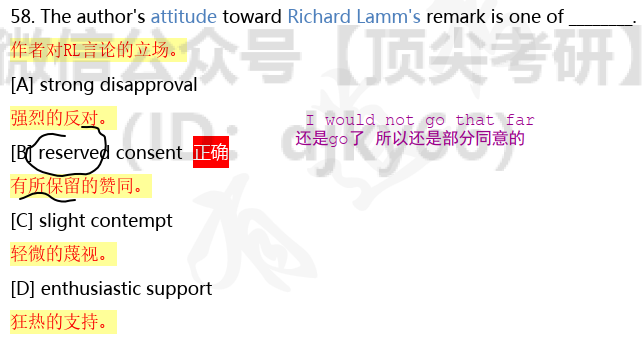 58. The author's attitude toward Richard Lamm's remark is one of ________.
作者对RL言论的立场。
[A] strong disapproval
强烈的反对。
I would not go that far
还是go了 所以还是部分同意的
[B] reserved consent 正确
有所保留的赞同。
[C] slight contempt
轻微的蔑视。
[D] enthusiastic support
狂热的支持。
微信公众号【顶尖考研】
(ID: djky66)